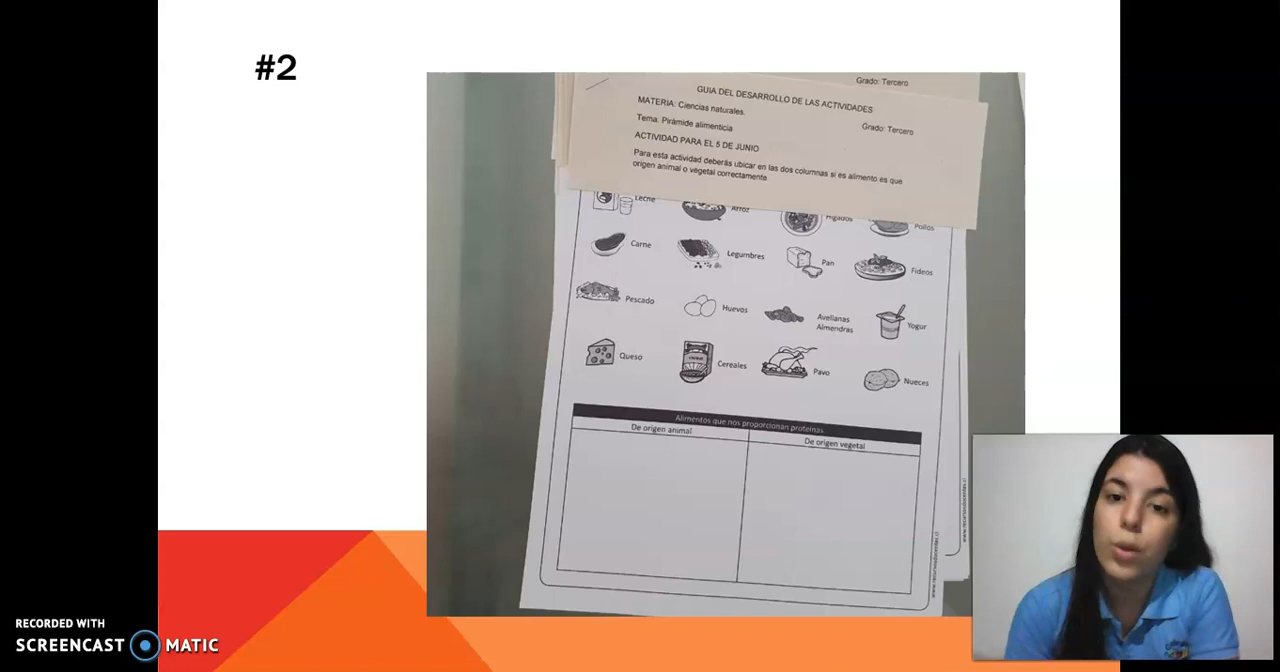 #2
Grado: Tercero
GUIA DEL DESARROLLO DE LAS ACTIVIDADES
MATERIA: Ciencias naturales.
Grado: Tercero
Tema: Pirámide alimenticia
ACTIVIDAD PARA EL 5 DE JUNIO
Para esta actividad deberás ubicar en las dos columnas si es alimento es que
origen animal o vegetal correctamente
Leche
Arroz
Hígados
Pollos
Carne
Legumbres
Pan
Fideos
Pescado
Huevos
Avellanas
Almendras
Yogur
Queso
Cereales
Pavo
Nueces
Alimentos que nos proporcionan proteínas
De origen animal
De origen vegetal
RECORDED WITH
SCREENCAST MATIC